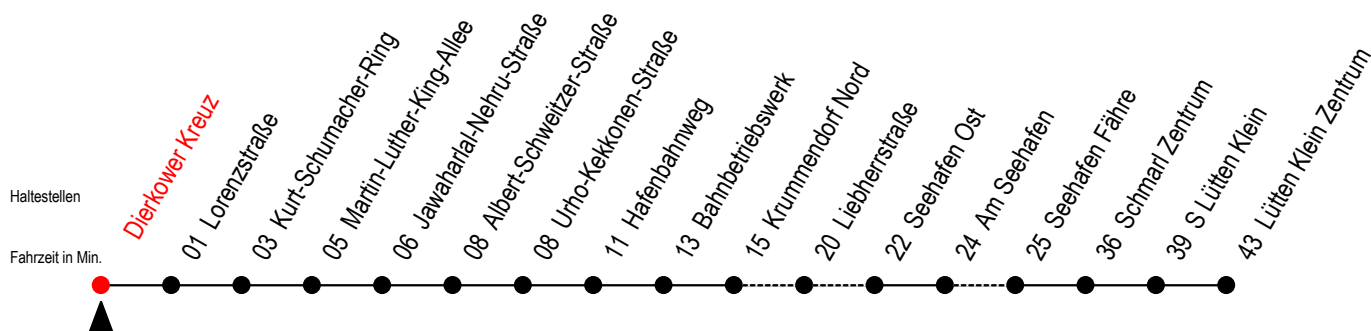 Haltestellen
Fahrzeit in Min.
Dierkower Kreuz
01 Lorenzstraße
03 Kurt-Schumacher-Ring
05 Martin-Luther-King-Allee
06 Jawaharlal-Nehru-Straße
08 Albert-Schweitzer-Straße
08 Urho-Kekkonen-Straße
11 Hafenbahnweg
13 Bahnbetriebswerk
15 Krummendorf Nord
20 Liebherrstraße
22 Seehafen Ost
24 Am Seehafen
25 Seehafen Fähre
36 Schmarl Zentrum
39 S Lütten Klein
43 Lütten Klein Zentrum